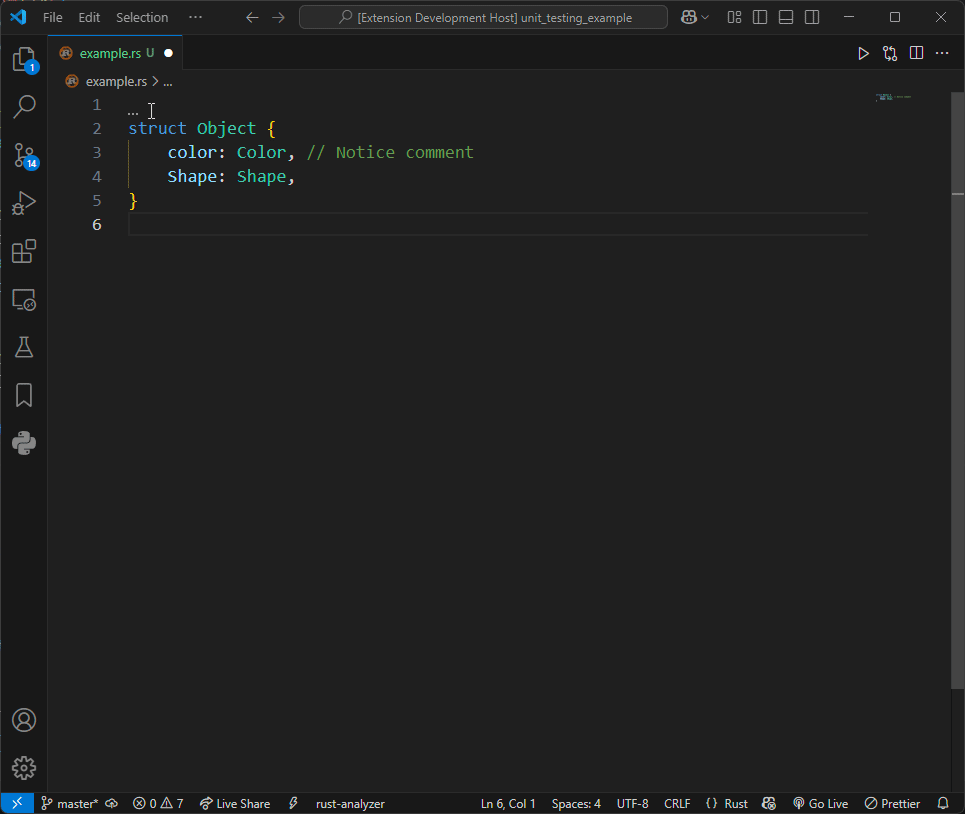 File Edit Selection ··· [Extension Development Host] unit_testing_example
example.rs U
example.rs > ...
1 ...
2 struct Object {
3 color: Color, // Notice comment
4 Shape: Shape,
5 }
6
1
14
master* 0 7 Live Share rust-analyzer Ln 6, Col 1 Spaces: 4 UTF-8 CRLF {} Rust Go Live Prettier